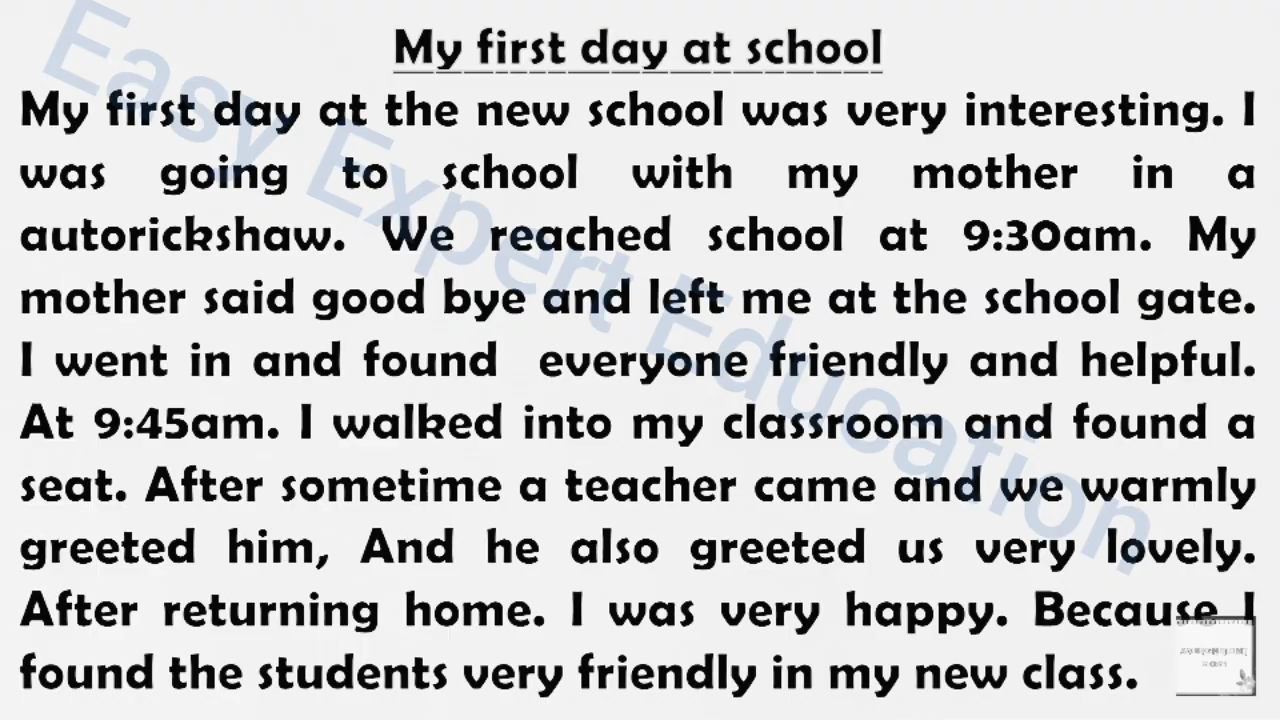 My first day at school
My first day at the new school was very interesting. I
was going to school with my mother in a
autorickshaw. We reached school at 9:30am. My
mother said good bye and left me at the school gate.
I went in and found everyone friendly and helpful.
At 9:45am. I walked into my classroom and found a
seat. After sometime a teacher came and we warmly
greeted him, And he also greeted us very lovely.
After returning home. I was very happy. Because I
found the students very friendly in my new class.
Easy Expert Education